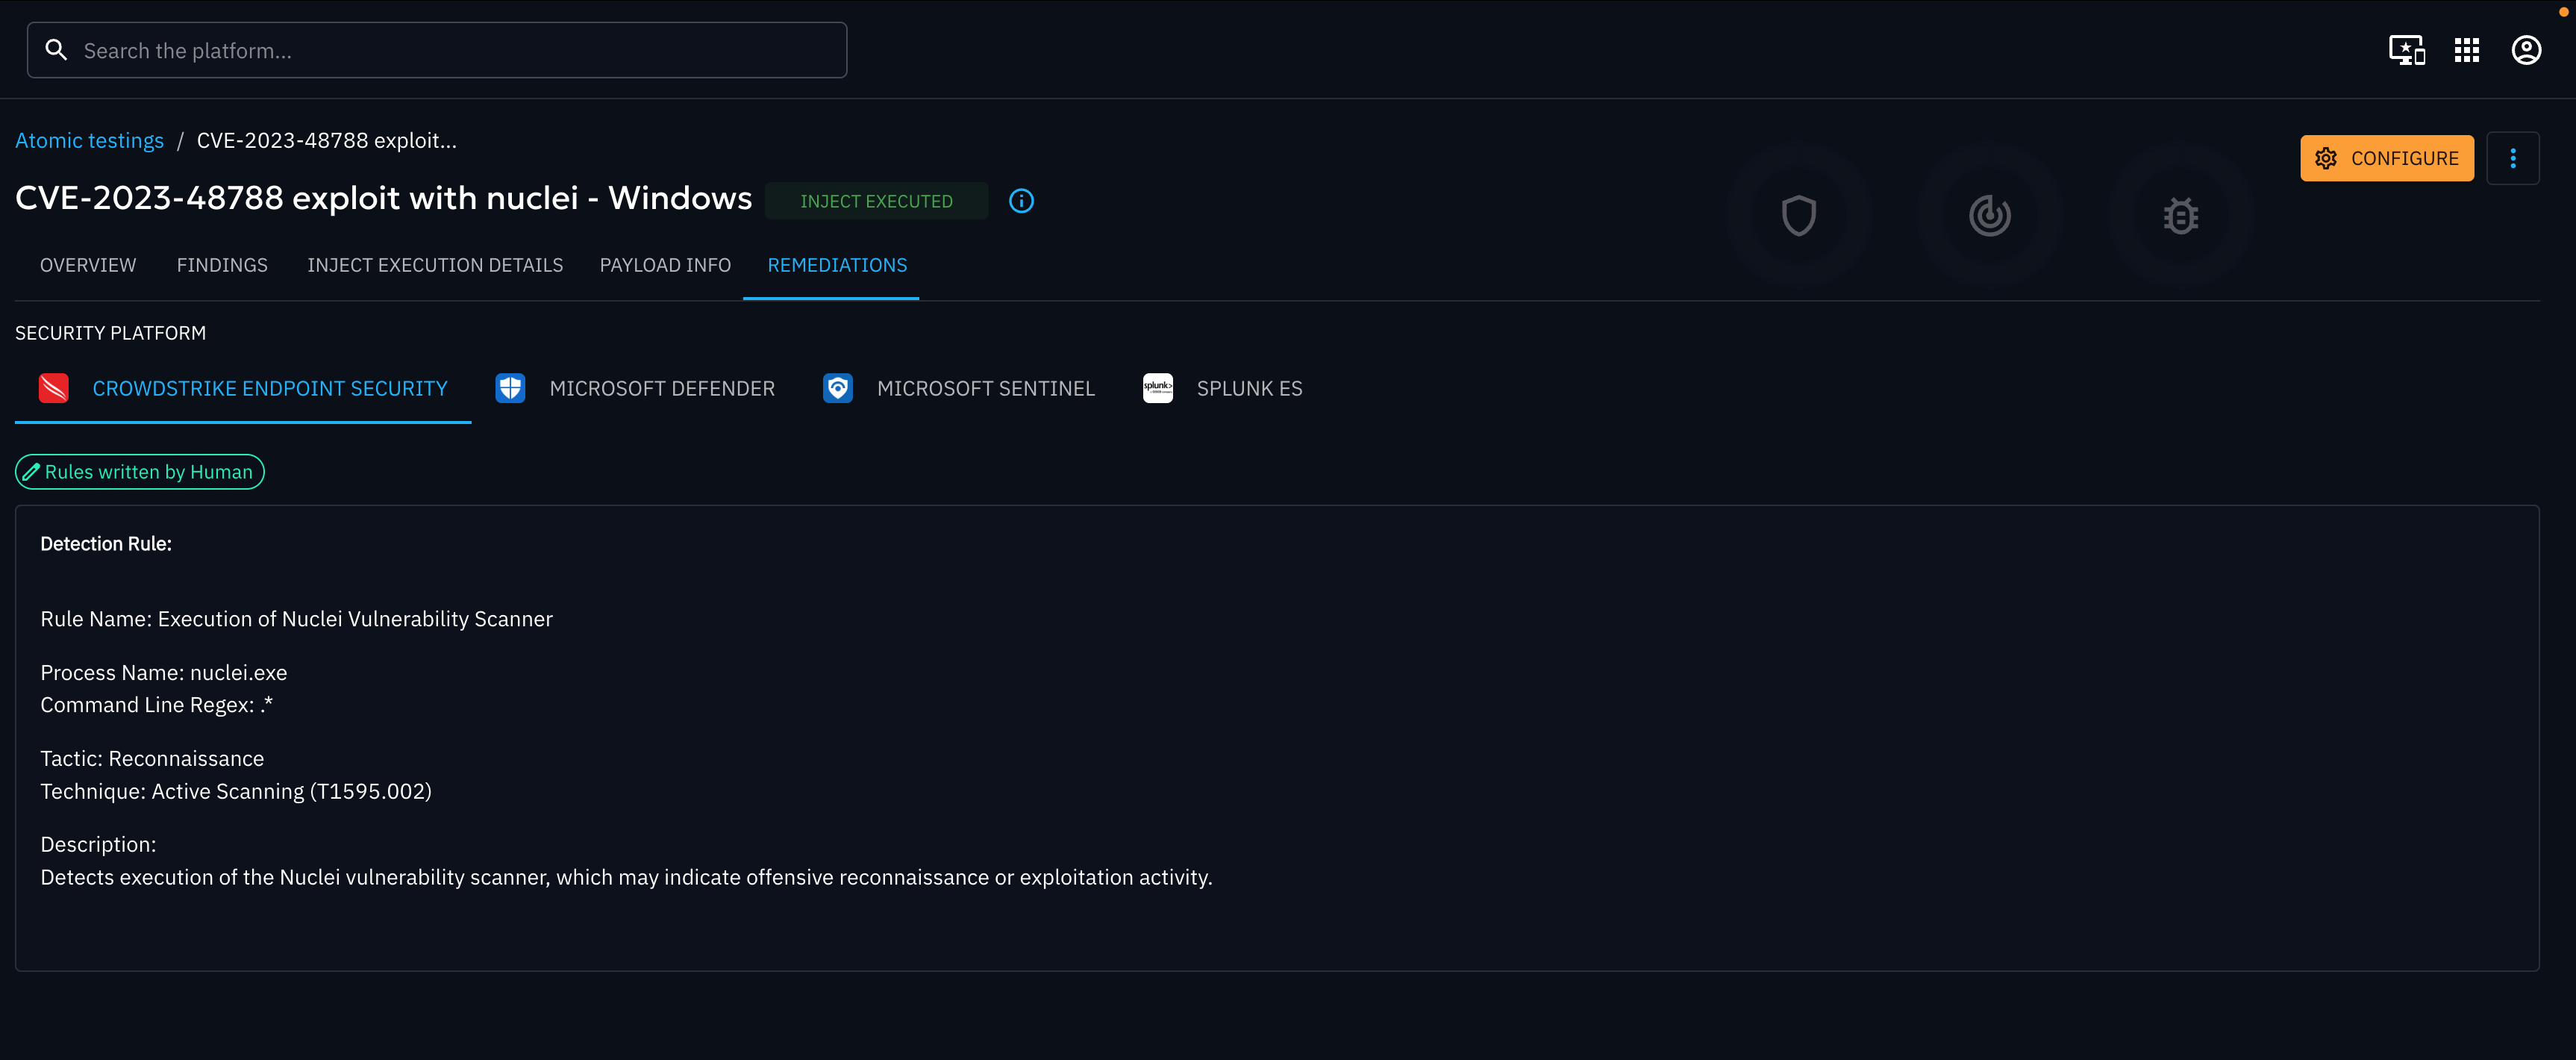 Search the platform...
Atomic testings / CVE-2023-48788 exploit...
CONFIGURE
CVE-2023-48788 exploit with nuclei - Windows
INJECT EXECUTED
OVERVIEW
FINDINGS
INJECT EXECUTION DETAILS
PAYLOAD INFO
REMEDIATIONS
SECURITY PLATFORM
CROWDSTRIKE ENDPOINT SECURITY
MICROSOFT DEFENDER
MICROSOFT SENTINEL
splunk>
SPLUNK ES
Rules written by Human
Detection Rule:
Rule Name: Execution of Nuclei Vulnerability Scanner
Process Name: nuclei.exe
Command Line Regex: .*
Tactic: Reconnaissance
Technique: Active Scanning (T1595.002)
Description:
Detects execution of the Nuclei vulnerability scanner, which may indicate offensive reconnaissance or exploitation activity.